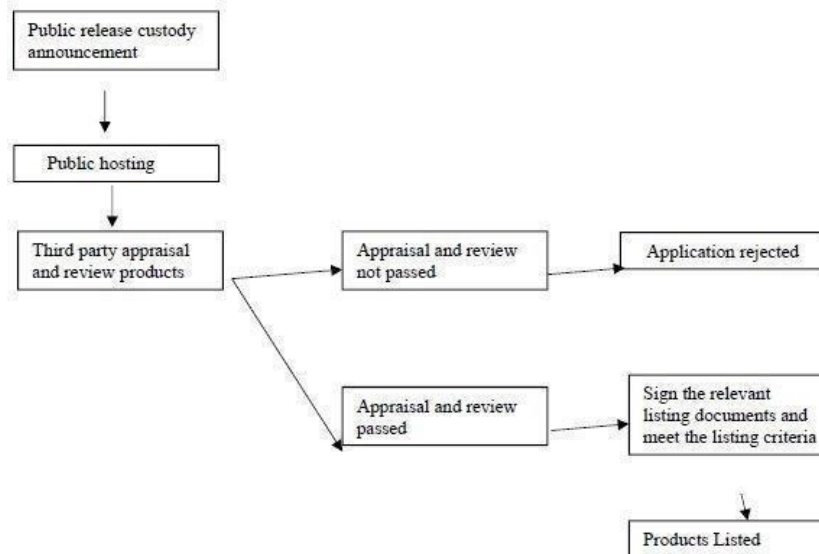 Public release custody
announcement
Public hosting
Third party appraisal
and review products
Appraisal and review
not passed
Application rejected
Appraisal and review
passed
Sign the relevant
listing documents and
meet the listing criteria
Products Listed